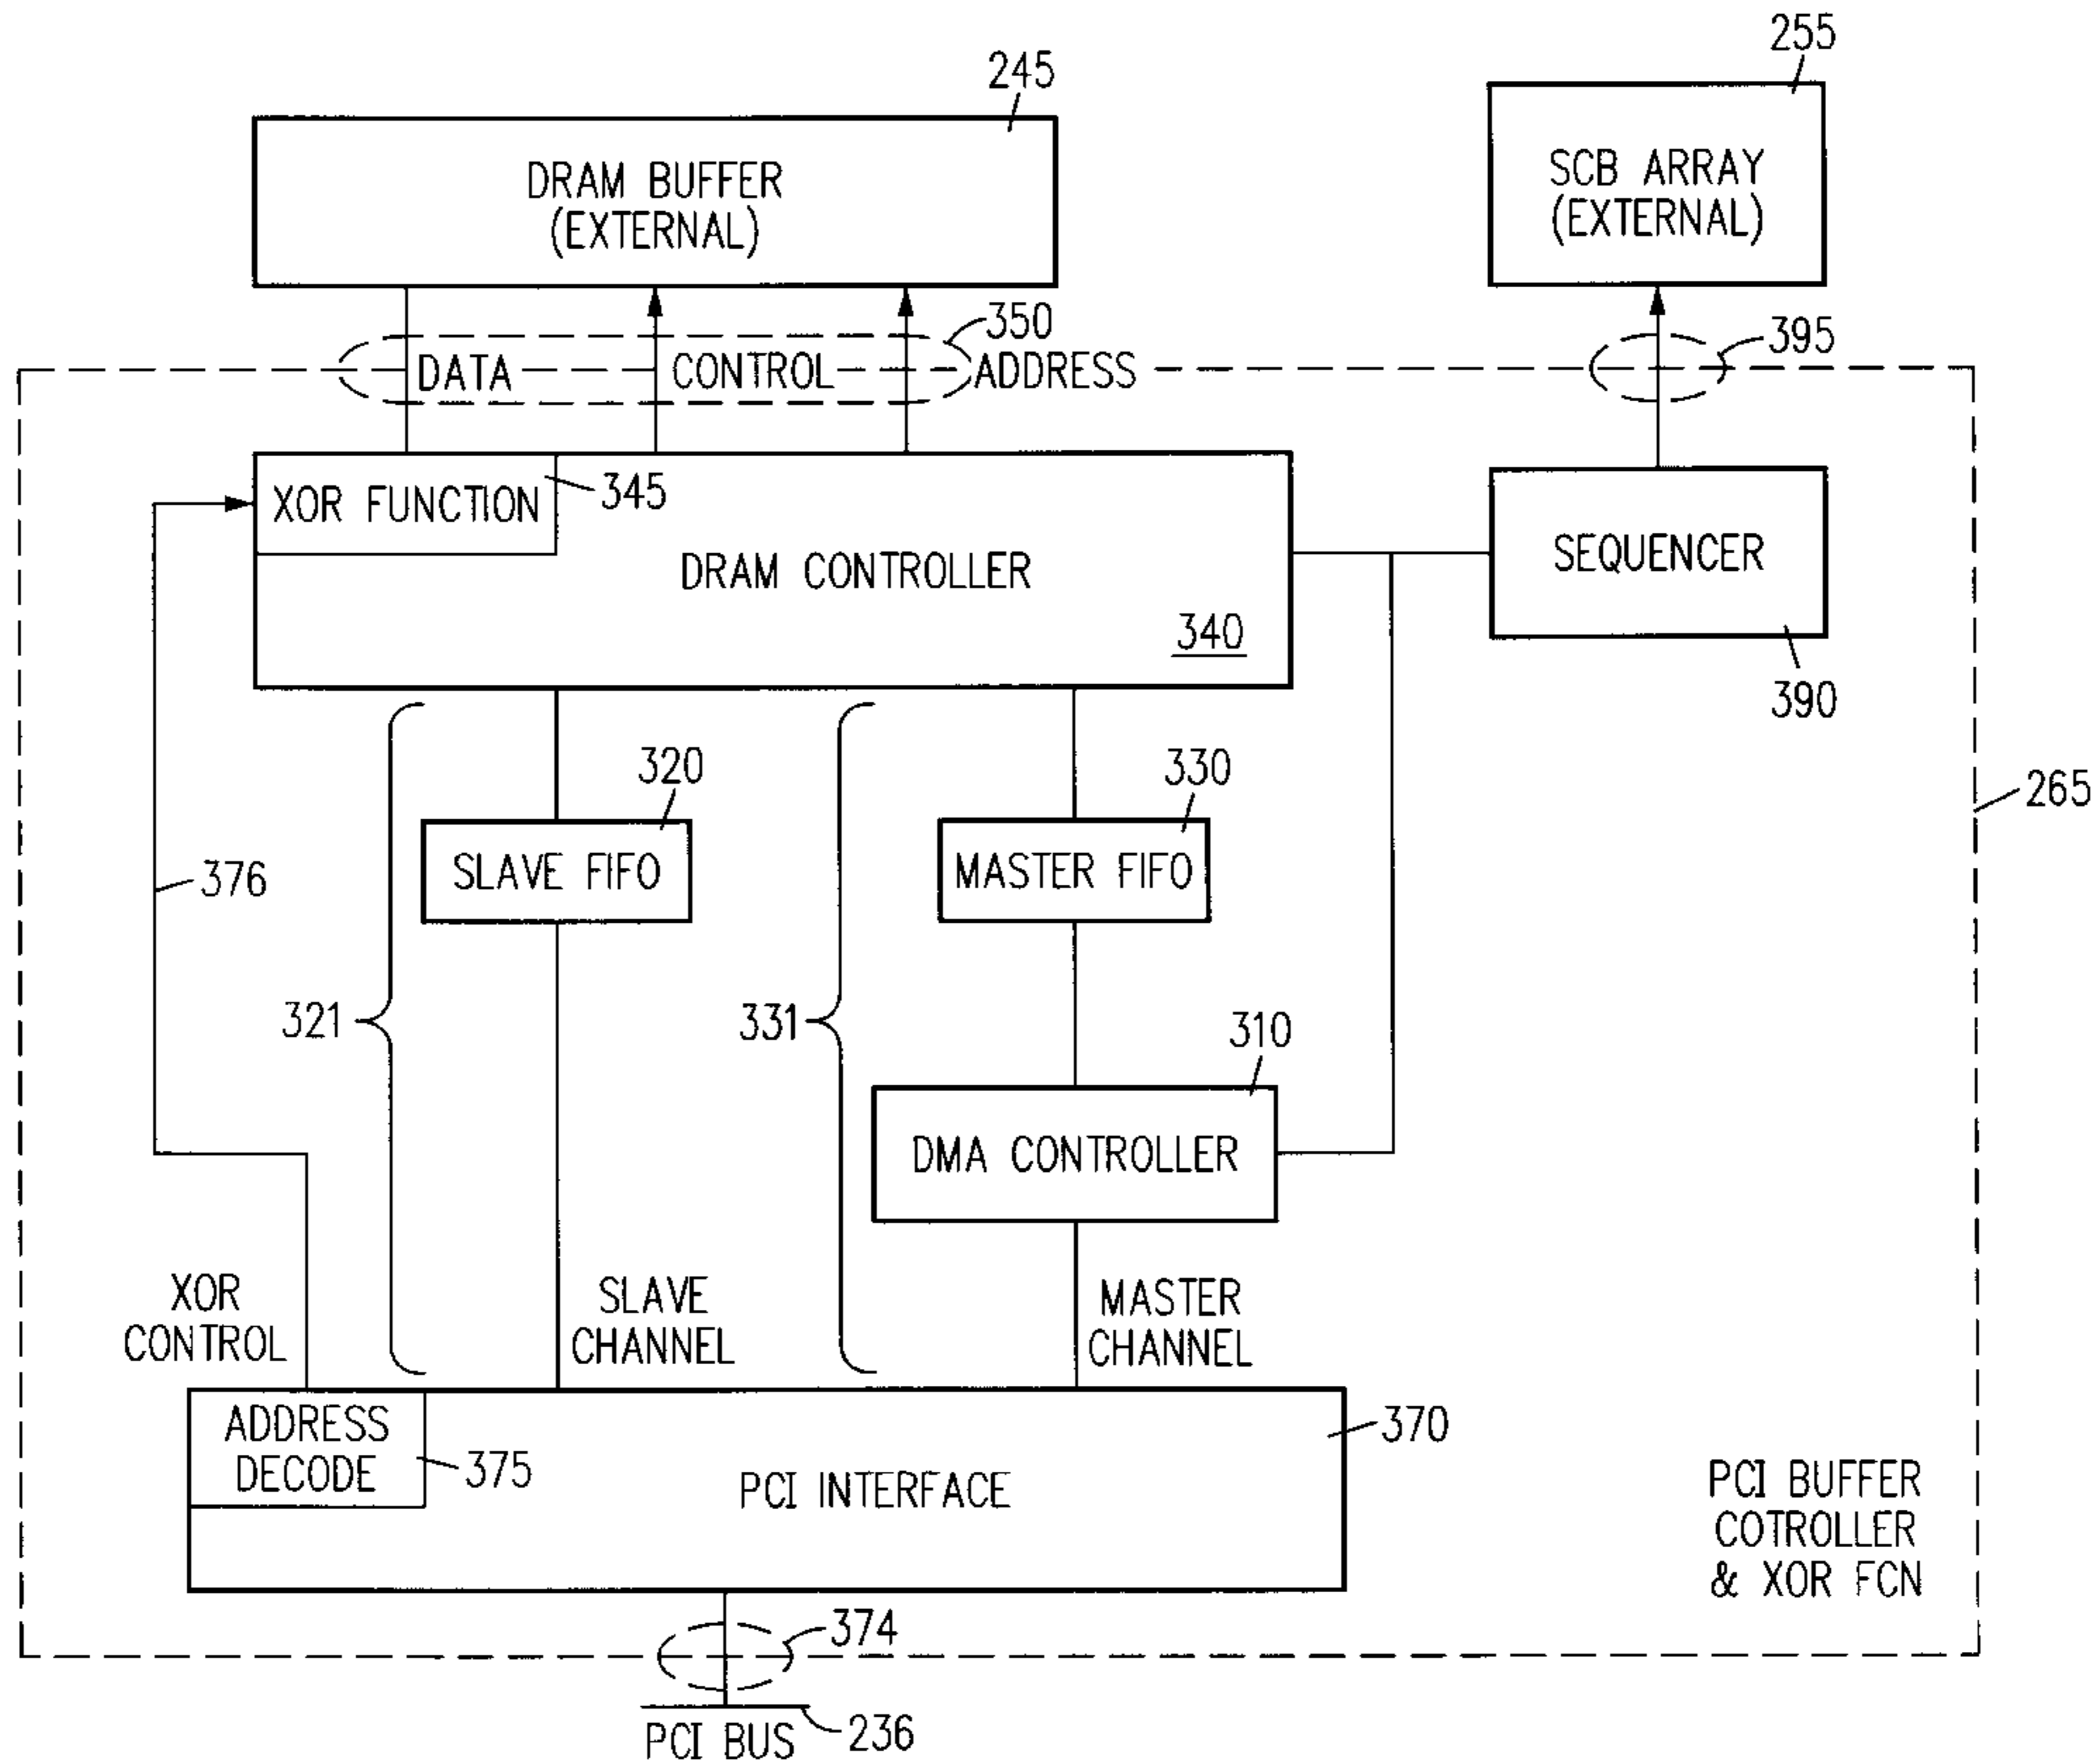 255
245
DRAM BUFFER
(EXTERNAL)
SCB ARRAY
(EXTERNAL)
350
395
DATA
CONTROL
ADDRESS
XOR FUNCTION
345
DRAM CONTROLLER
340
SEQUENCER
390
320
330
265
SLAVE FIFO
MASTER FIFO
376
321
331
310
DMA CONTROLLER
XOR
CONTROL
SLAVE
CHANNEL
MASTER
CHANNEL
ADDRESS
DECODE
375
PCI INTERFACE
370
PCI BUFFER
COTROLLER
& XOR FCN
374
PCI BUS
236